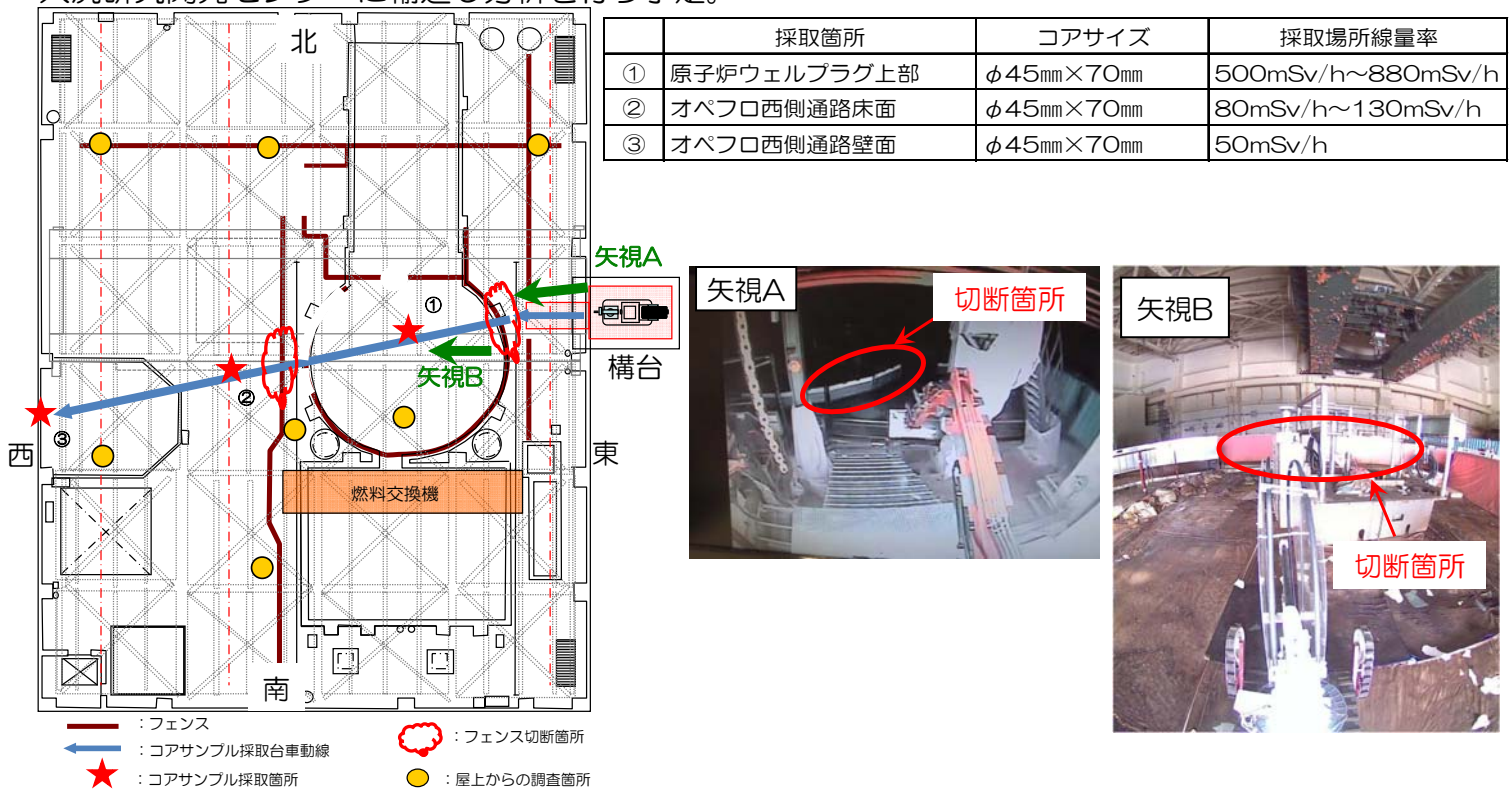 北
採取箇所 コアサイズ 採取場所線量率
① 原子炉ウェルプラグ上部 φ45㎜×70㎜ 500mSv/h~880mSv/h
② オペフロ西側通路床面 φ45㎜×70㎜ 80mSv/h~130mSv/h
③ オペフロ西側通路壁面 φ45㎜×70㎜ 50mSv/h
矢視A
①
構台
矢視B
②
③
西
東
燃料交換機
南
矢視A
切断箇所
矢視B
切断箇所
:フェンス
:コアサンプル採取台車動線
:コアサンプル採取箇所
:フェンス切断箇所
:屋上からの調査箇所